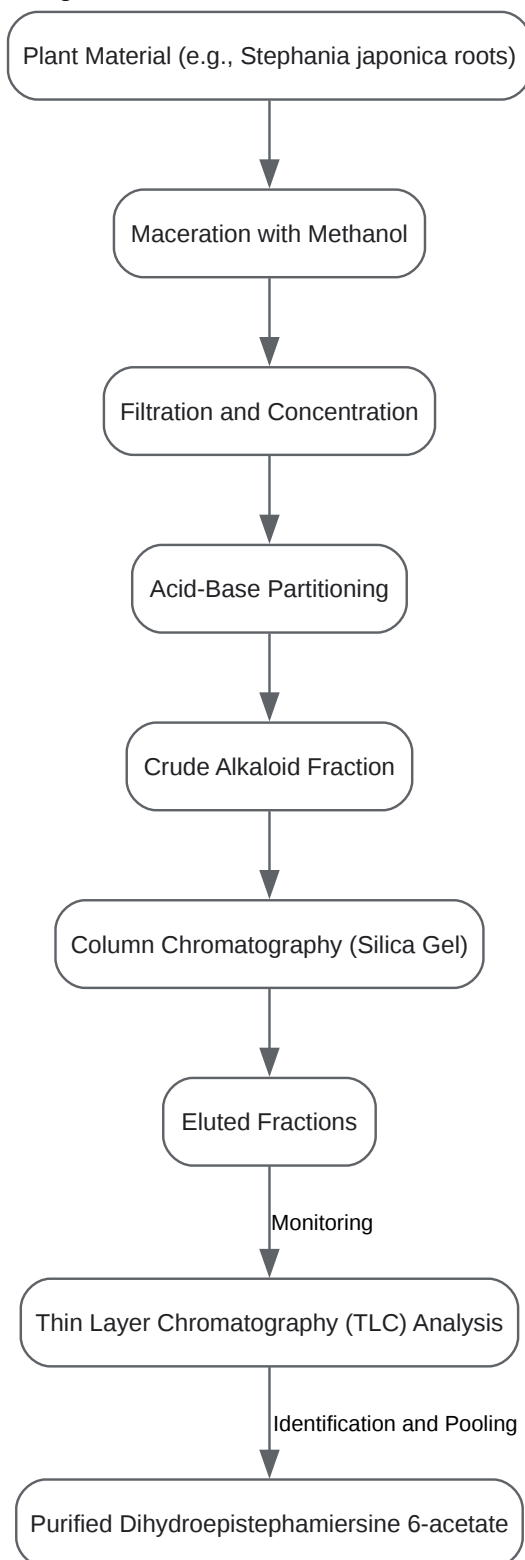 Plant Material (e.g., Stephania japonica roots)
Maceration with Methanol
Filtration and Concentration
Acid-Base Partitioning
Crude Alkaloid Fraction
Column Chromatography (Silica Gel)
Eluted Fractions
Monitoring
Thin Layer Chromatography (TLC) Analysis
Identification and Pooling
Purified Dihydroepistephamiersine 6-acetate